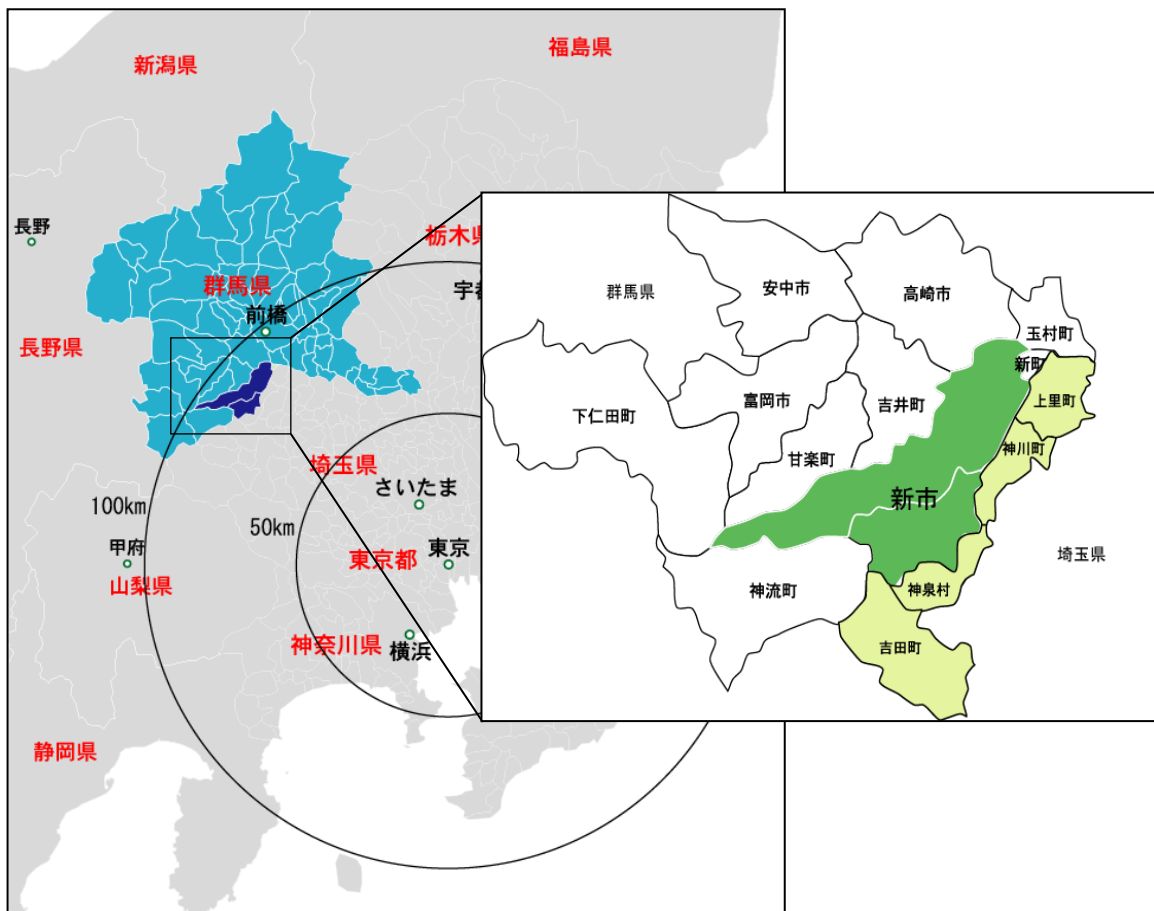 福島県
新潟県
長野
栃木県
群馬県
宇都
前橋
長野県
埼玉県
さいたま
100km
50km
甲府
東京都
東京
山梨県
神奈川県
横浜
静岡県
群馬県
安中市
高崎市
玉村町
新町
上里町
下仁田町
富岡市
吉井町
甘楽町
神川町
新市
埼玉県
神流町
神泉村
吉田町